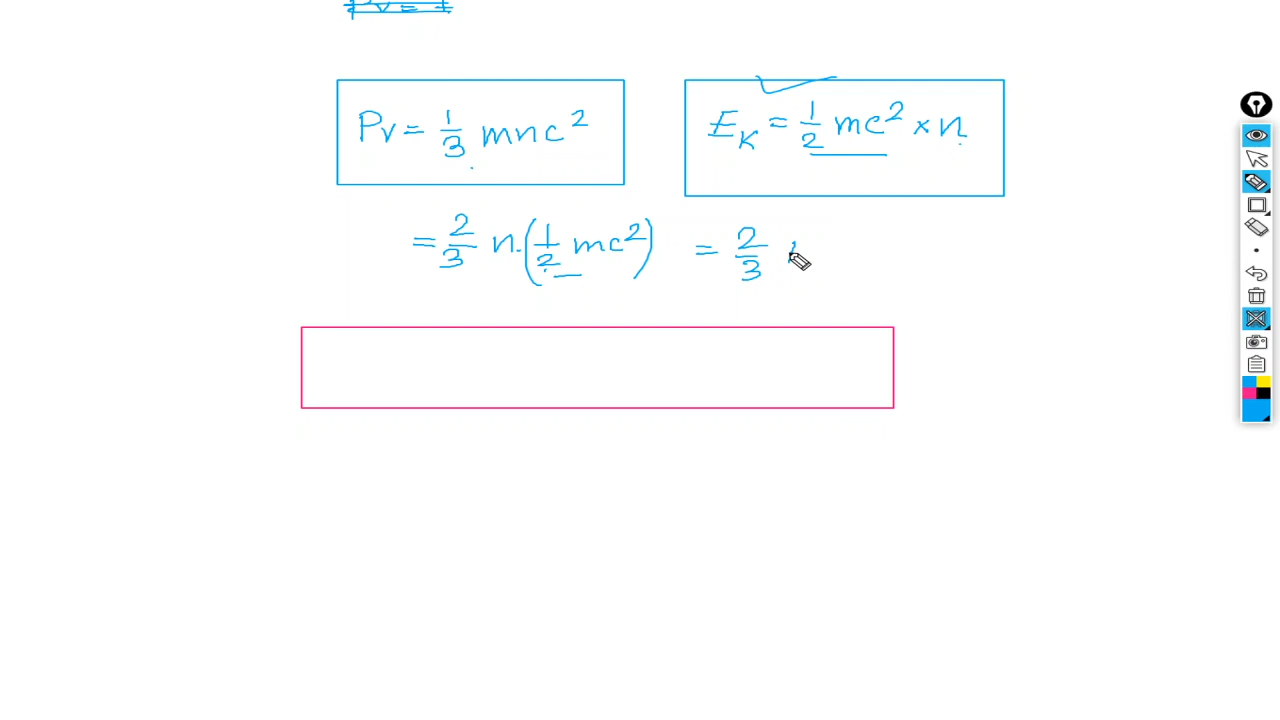 Pv = 1/3 mnc²
E_K = 1/2 mc² × n
= 2/3 n. (1/2 mc²) = 2/3